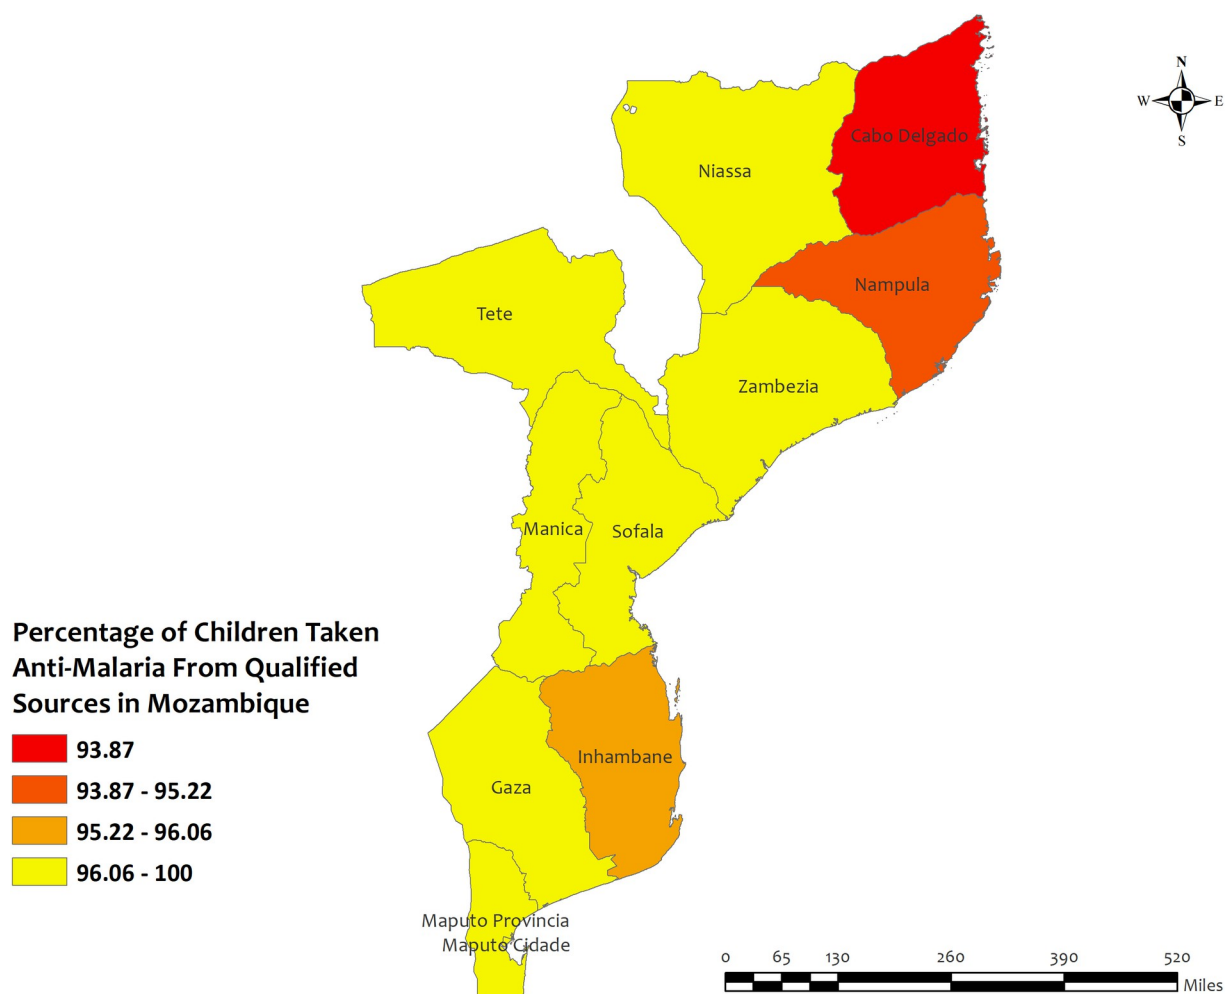 N
W E
S
Cabo Delgado
Niassa
Nampula
Tete
Zambezia
Manica
Sofala
Inhambane
Gaza
Maputo Provincia
Maputo Cidade
Percentage of Children Taken
Anti-Malaria From Qualified
Sources in Mozambique
93.87
93.87 - 95.22
95.22 - 96.06
96.06 - 100
0 65 130 260 390 520
Miles